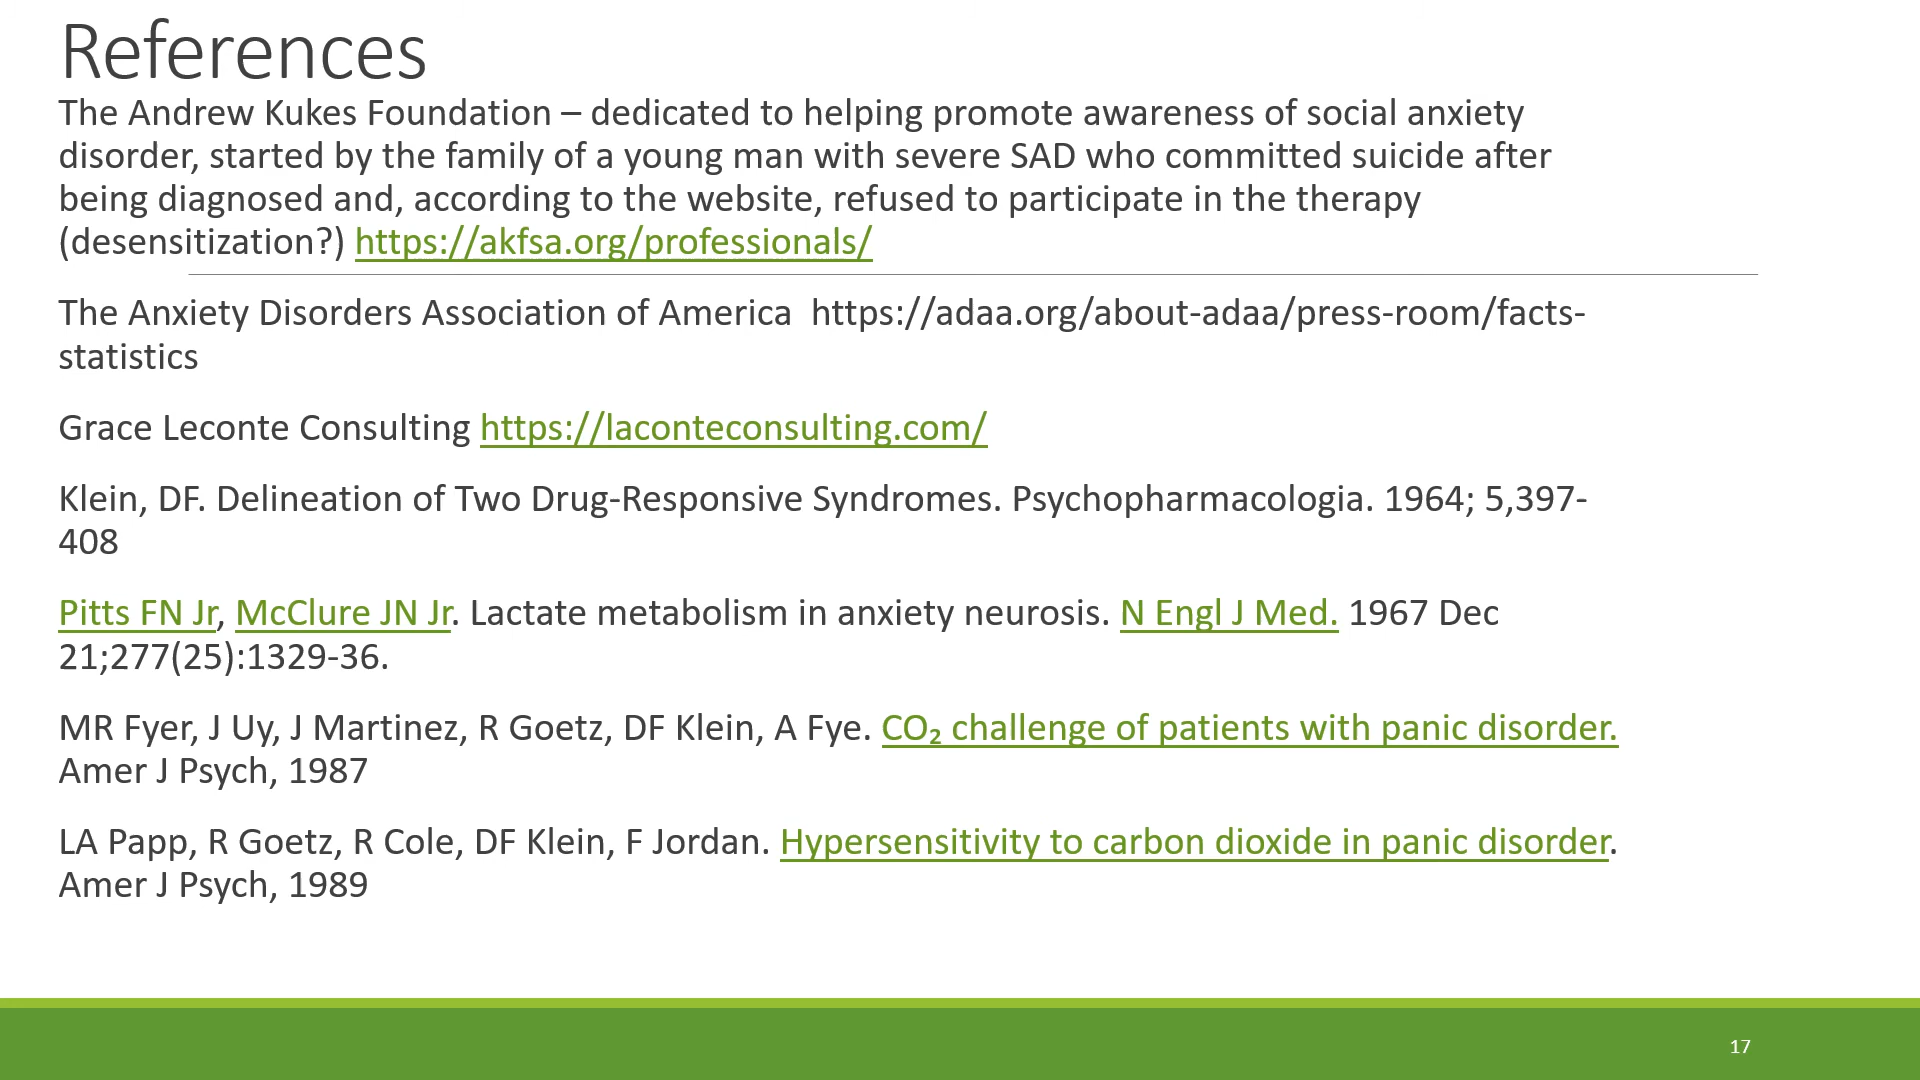 References
The Andrew Kukes Foundation – dedicated to helping promote awareness of social anxiety
disorder, started by the family of a young man with severe SAD who committed suicide after
being diagnosed and, according to the website, refused to participate in the therapy
(desensitization?) https://akfsa.org/professionals/
The Anxiety Disorders Association of America  https://adaa.org/about-adaa/press-room/facts-
statistics
Grace Leconte Consulting https://laconteconsulting.com/
Klein, DF. Delineation of Two Drug-Responsive Syndromes. Psychopharmacologia. 1964; 5,397-
408
Pitts FN Jr, McClure JN Jr. Lactate metabolism in anxiety neurosis. N Engl J Med. 1967 Dec
21;277(25):1329-36.
MR Fyer, J Uy, J Martinez, R Goetz, DF Klein, A Fye. CO₂ challenge of patients with panic disorder.
Amer J Psych, 1987
LA Papp, R Goetz, R Cole, DF Klein, F Jordan. Hypersensitivity to carbon dioxide in panic disorder.
Amer J Psych, 1989
17